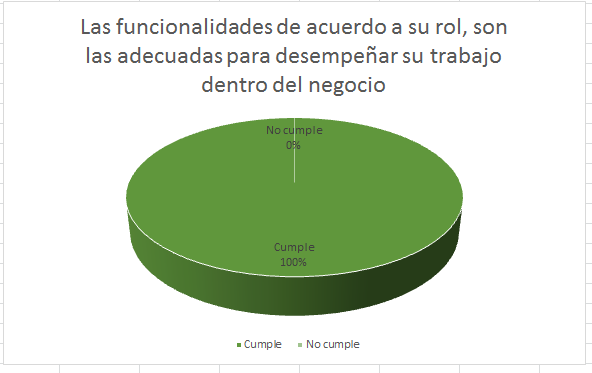 Las funcionalidades de acuerdo a su rol, son
las adecuadas para desempeñar su trabajo
dentro del negocio
No cumple
0%
Cumple
100%
Cumple No cumple